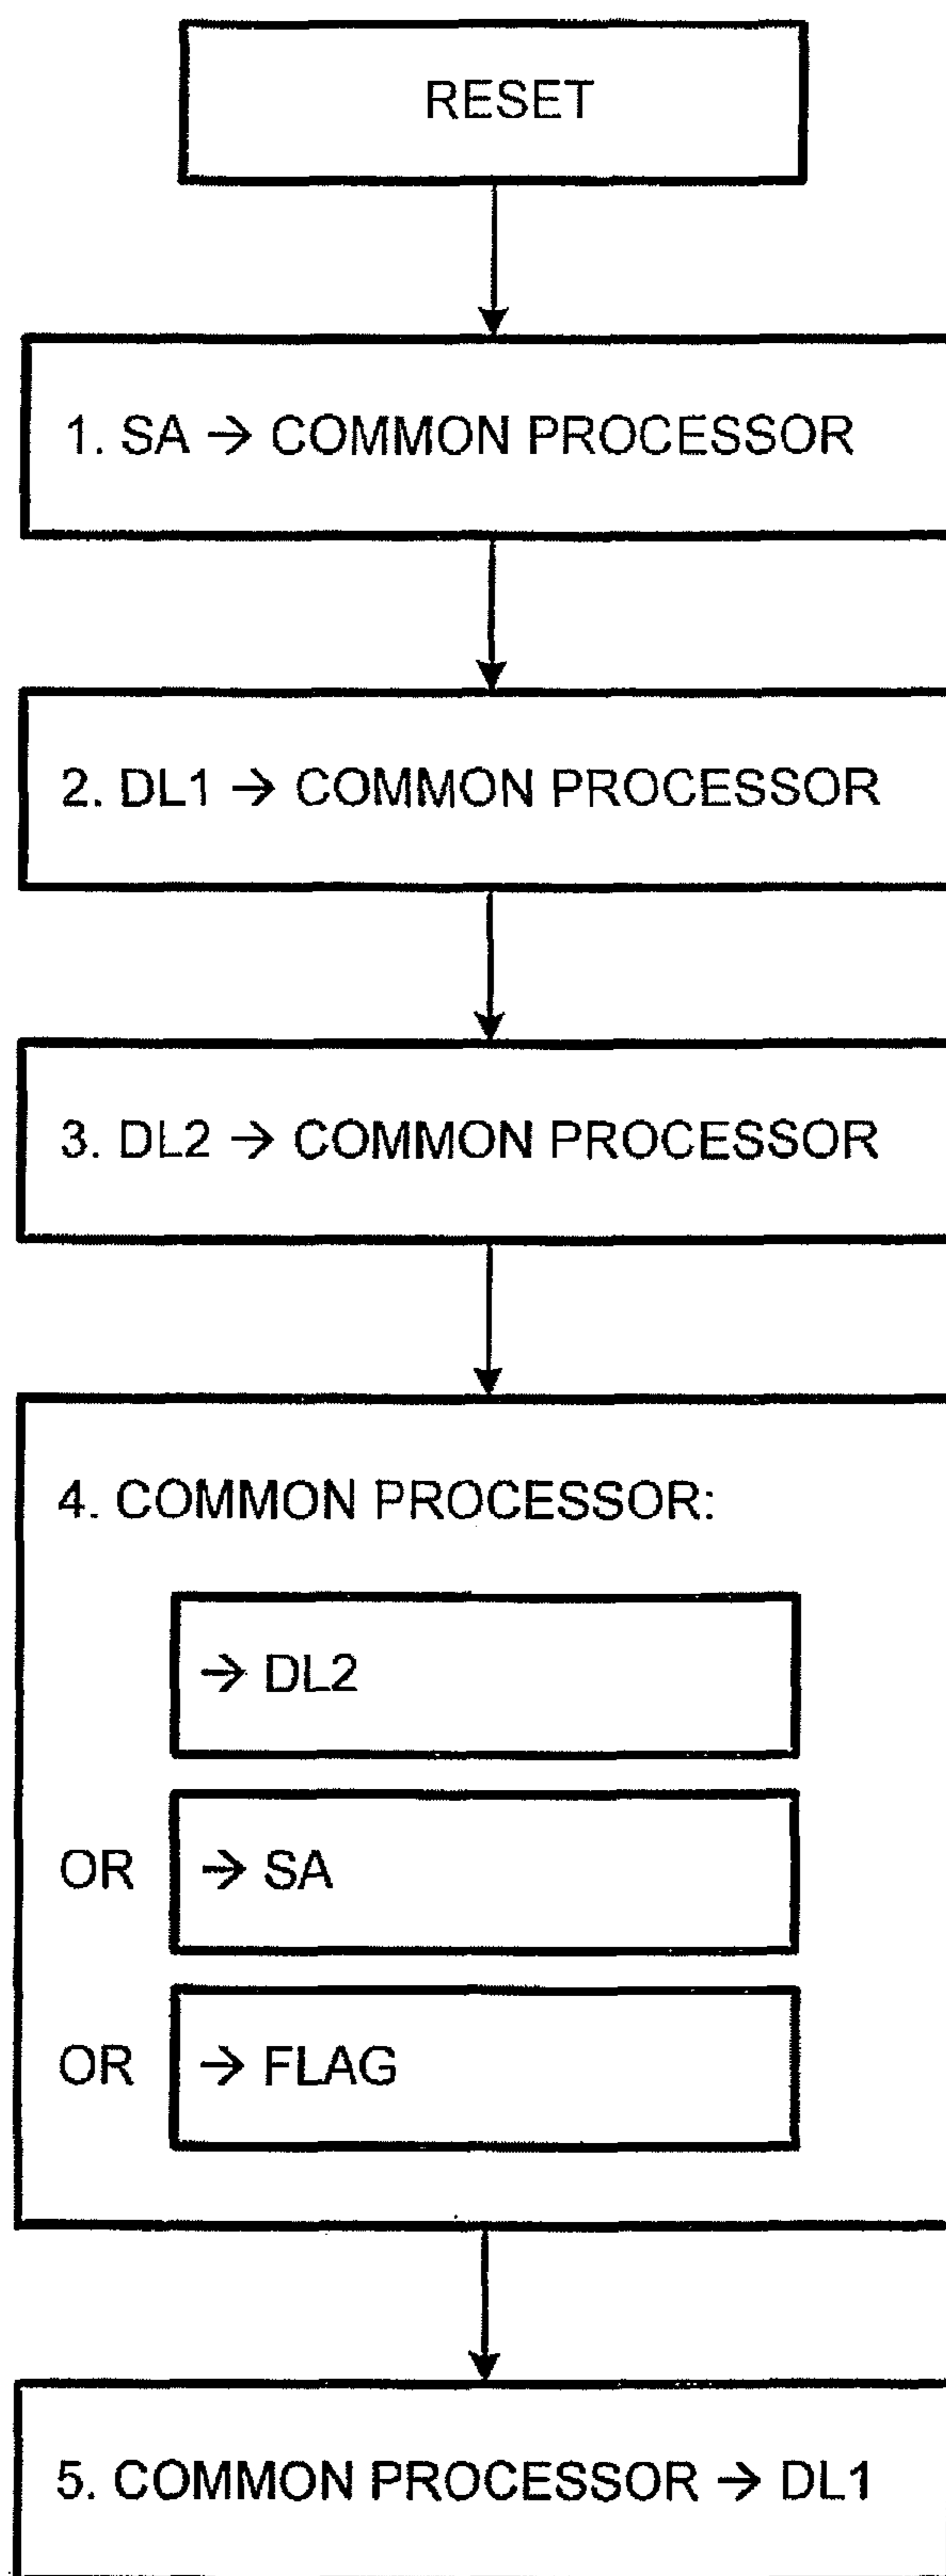 RESET
1. SA → COMMON PROCESSOR
2. DL1 → COMMON PROCESSOR
3. DL2 → COMMON PROCESSOR
4. COMMON PROCESSOR:
→ DL2
OR → SA
OR → FLAG
5. COMMON PROCESSOR → DL1